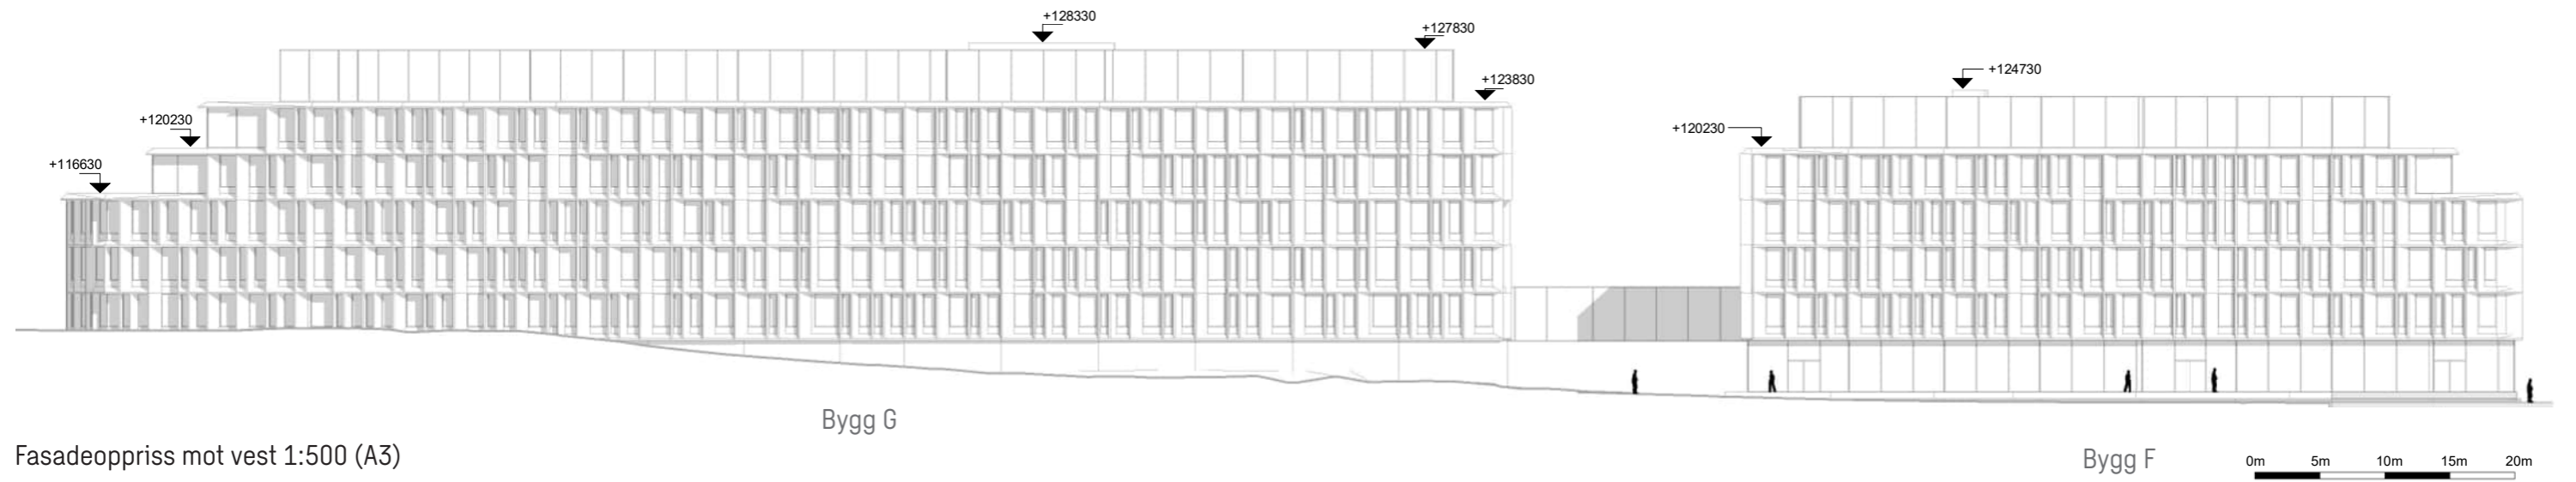 +128330
+127830
+123830
+124730
+120230
+120230
+116630
Bygg G
Fasadeoppriss mot vest 1:500 (A3)
Bygg F
0m 5m 10m 15m 20m